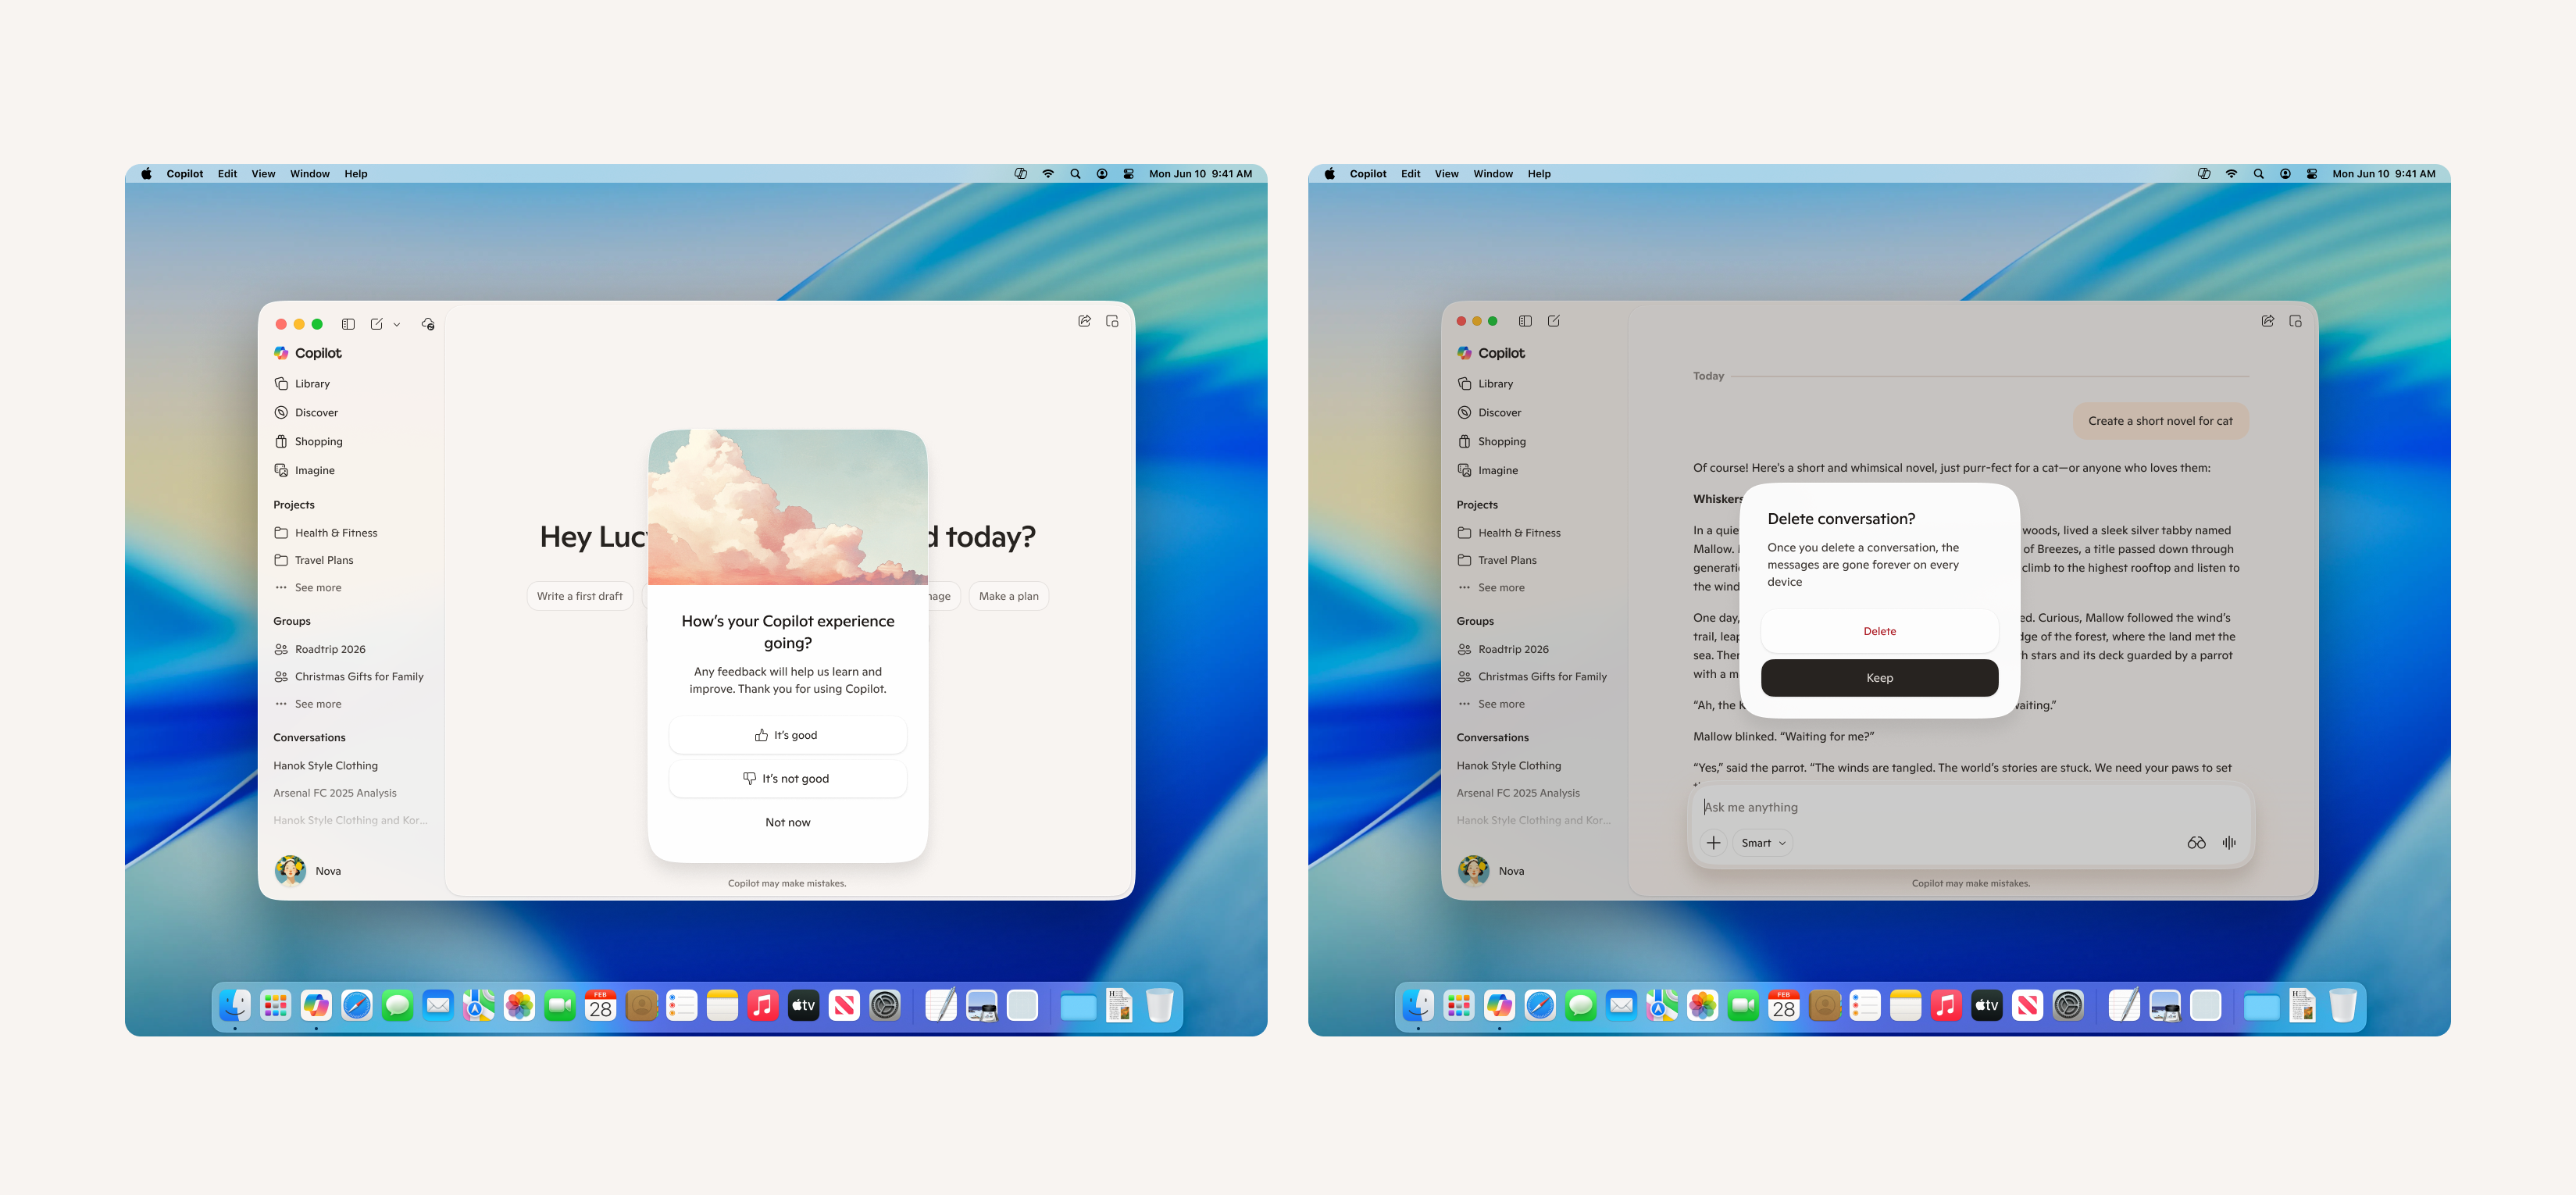 Copilot Edit View Window Help
Mon Jun 10 9:41 AM
Copilot
Library
Discover
Shopping
Imagine
Projects
Health & Fitness
Travel Plans
See more
Groups
Roadtrip 2026
Christmas Gifts for Family
See more
Conversations
Hanok Style Clothing
Arsenal FC 2025 Analysis
Hanok Style Clothing and Kor...
Nova
Hey Luc
d today?
Write a first draft
Make a plan
How's your Copilot experience
going?
Any feedback will help us learn and
improve. Thank you for using Copilot.
It's good
It's not good
Not now
Copilot may make mistakes.
FEB
28
tv
Copilot Edit View Window Help
Mon Jun 10 9:41 AM
Copilot
Library
Discover
Shopping
Imagine
Projects
Health & Fitness
Travel Plans
See more
Groups
Roadtrip 2026
Christmas Gifts for Family
See more
Conversations
Hanok Style Clothing
Arsenal FC 2025 Analysis
Hanok Style Clothing and Kor...
Nova
Today
Create a short novel for cat
Of course! Here's a short and whimsical novel, just purr-fect for a cat—or anyone who loves them:
Whiskers
In a quie woods, lived a sleek silver tabby named
Mallow. of Breezes, a title passed down through
generati climb to the highest rooftop and listen to
the wind
One day, ed. Curious, Mallow followed the wind's
trail, leap dge of the forest, where the land met the
sea. Ther h stars and its deck guarded by a parrot
with a m
“Ah, the K vaiting.”
Mallow blinked. “Waiting for me?”
“Yes,” said the parrot. “The winds are tangled. The world's stories are stuck. We need your paws to set
Delete conversation?
Once you delete a conversation, the
messages are gone forever on every
device
Delete
Keep
Ask me anything
Smart
Copilot may make mistakes.
FEB
28
tv